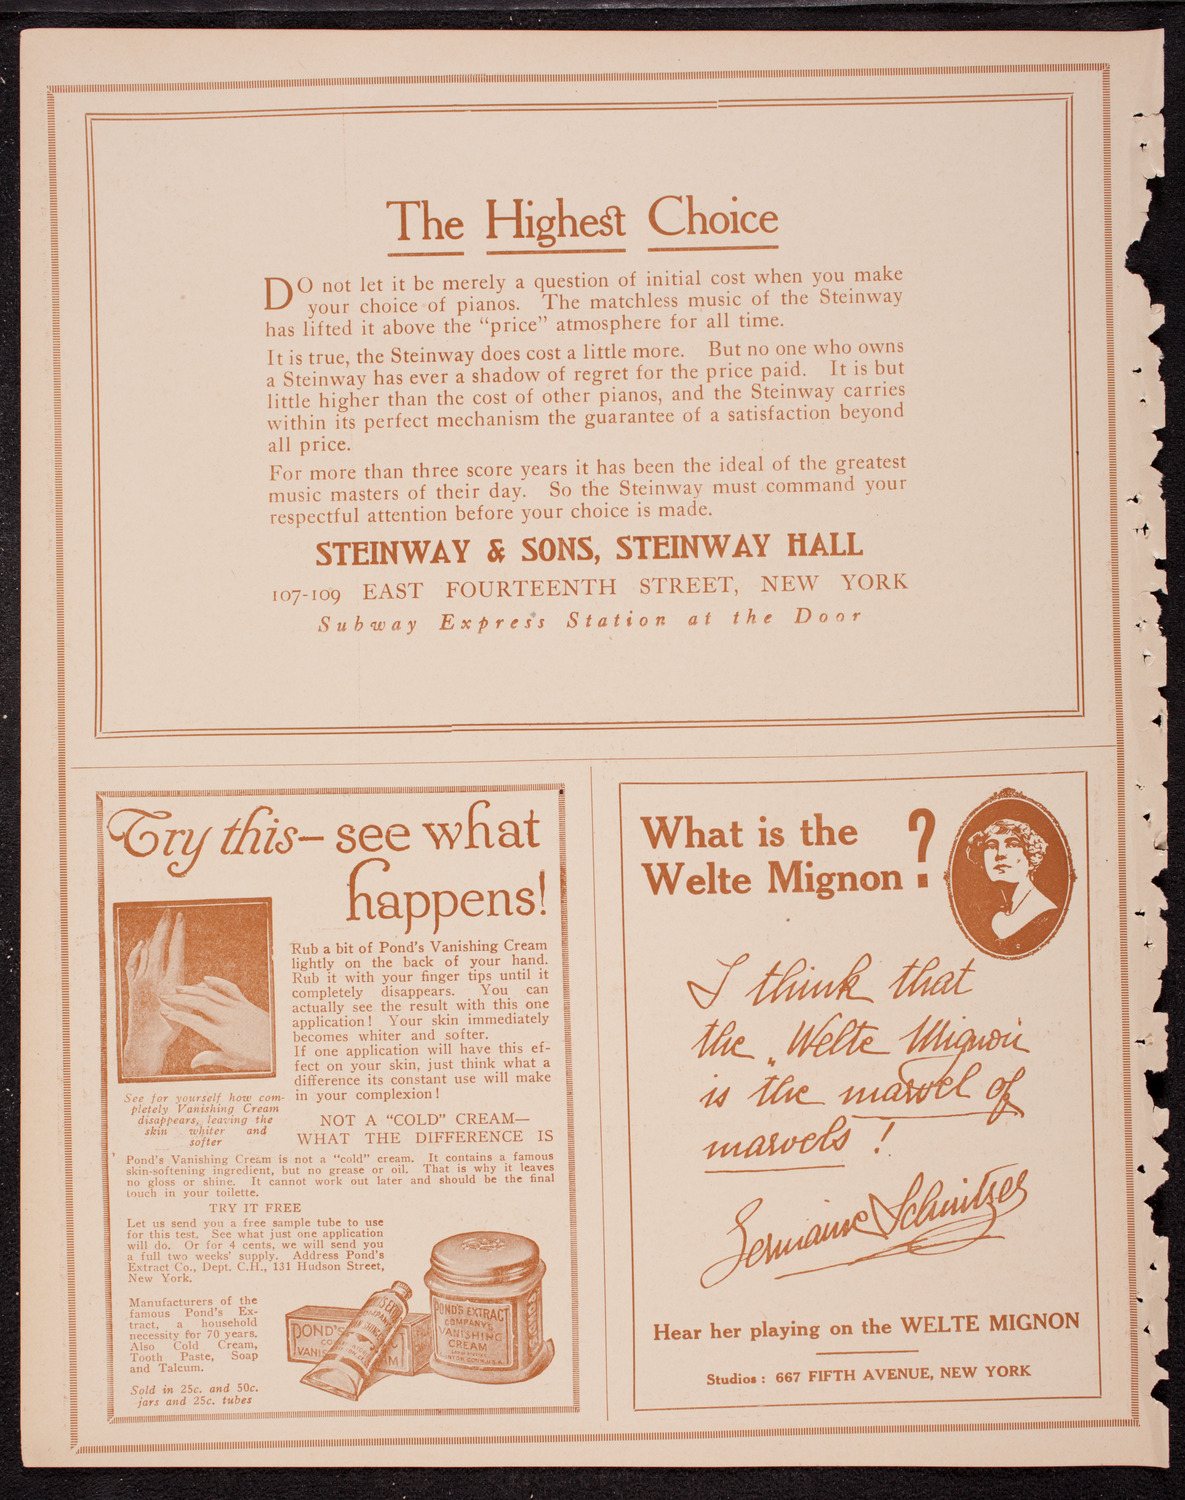 The Highest Choice
DO not let it be merely a question of initial cost when you make
your choice of pianos. The matchless music of the Steinway
has lifted it above the "price" atmosphere for all time.
It is true, the Steinway does cost a little more. But no one who owns
a Steinway has ever a shadow of regret for the price paid. It is but
little higher than the cost of other pianos, and the Steinway carries
within its perfect mechanism the guarantee of a satisfaction beyond
all price.
For more than three score years it has been the ideal of the greatest
music masters of their day. So the Steinway must command your
respectful attention before your choice is made.
STEINWAY & SONS, STEINWAY HALL
107-109 EAST FOURTEENTH STREET, NEW YORK
Subway Express Station at the Door
Try this—see what
happens!
Rub a bit of Pond's Vanishing Cream
lightly on the back of your hand.
Rub it with your finger tips until it
completely disappears. You can
actually see the result with this one
application! Your skin immediately
becomes whiter and softer.
If one application will have this ef-
fect on your skin, just think what a
difference its constant use will make
in your complexion!
See for yourself how com-
pletely Vanishing Cream
disappears, leaving the
skin whiter and
softer
NOT A "COLD" CREAM—
WHAT THE DIFFERENCE IS
Pond's Vanishing Cream is not a "cold" cream. It contains a famous
skin-softening ingredient, but no grease or oil. That is why it leaves
no gloss or shine. It cannot work out later and should be the final
touch in your toilette.
TRY IT FREE
Let us send you a free sample tube to use
for this test. See what just one application
will do. Or for 4 cents, we will send you
a full two weeks' supply. Address Pond's
Extract Co., Dept. C.H., 131 Hudson Street,
New York.
Manufacturers of the
famous Pond's Ex-
tract, a household
necessity for 70 years.
Also Cold Cream,
Tooth Paste, Soap
and Talcum.
Sold in 25c. and 50c.
jars and 25c. tubes
POND'S
VANIS
POND'S EXTRACT
COMPANY'S
VANISHING
CREAM
What is the
Welte Mignon?
I think that
the „Welte Mignon
is the marvel of
marvels!
Germaine Schnitzer
Hear her playing on the WELTE MIGNON
Studios: 667 FIFTH AVENUE, NEW YORK